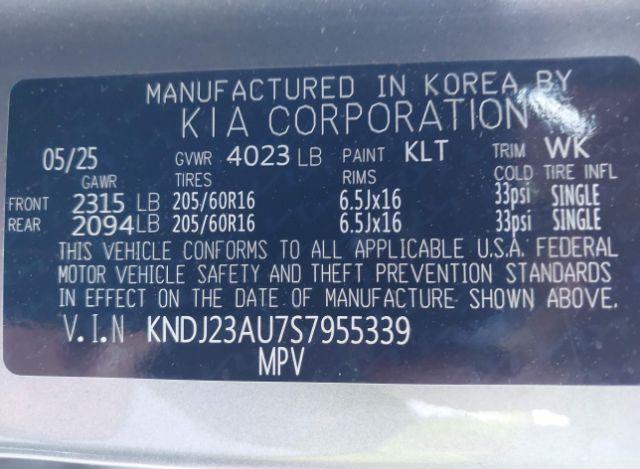 MANUFACTURED IN KOREA BY
KIA CORPORATION
05/25 GVWR 4023 LB PAINT KLT TRIM WK
GAWR TIRES RIMS COLD TIRE INFL
FRONT 2315 LB 205/60R16 6.5Jx16 33psi SINGLE
REAR 2094 LB 205/60R16 6.5Jx16 33psi SINGLE
THIS VEHICLE CONFORMS TO ALL APPLICABLE U.S.A. FEDERAL
MOTOR VEHICLE SAFETY AND THEFT PREVENTION STANDARDS
IN EFFECT ON THE DATE OF MANUFACTURE SHOWN ABOVE.
V.I.N KNDJ23AU7S7955339
MPV